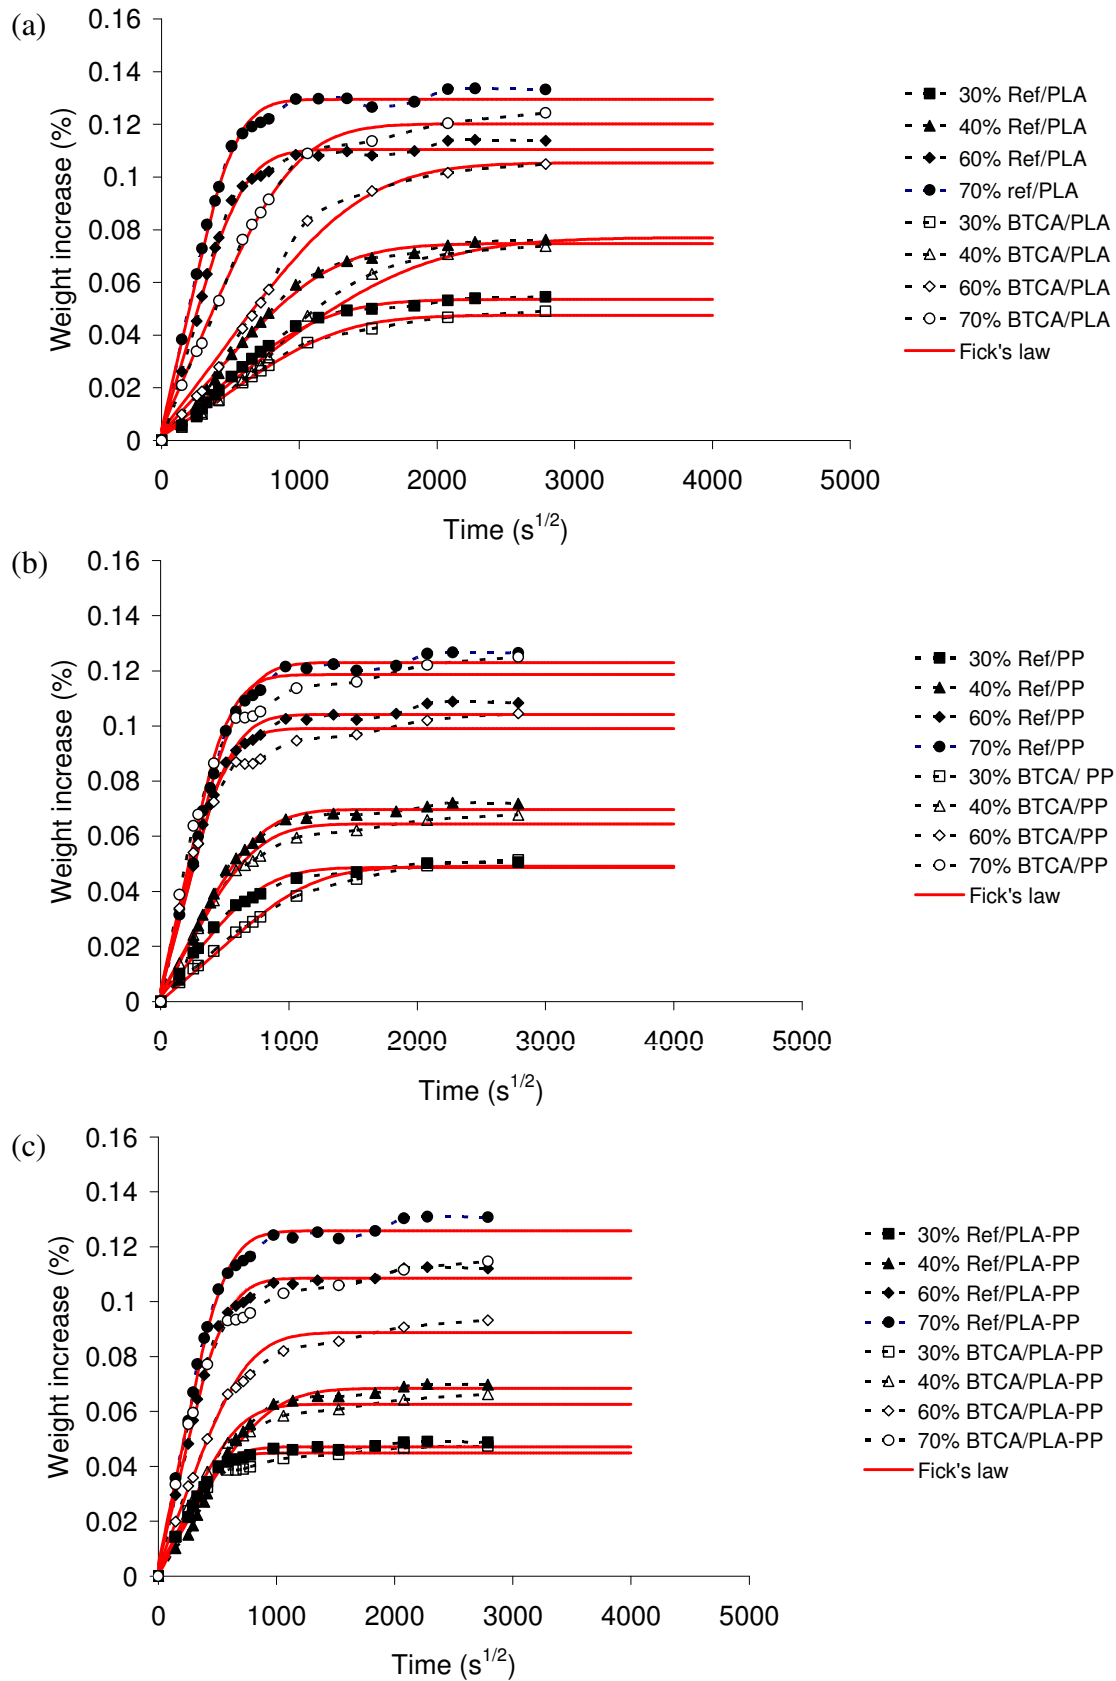 (a)
0.16
0.14
0.12
0.1
0.08
0.06
0.04
0.02
0
Weight increase (%)
0 1000 2000 3000 4000 5000
Time (s^1/2)
30% Ref/PLA
40% Ref/PLA
60% Ref/PLA
70% ref/PLA
30% BTCA/PLA
40% BTCA/PLA
60% BTCA/PLA
70% BTCA/PLA
Fick's law
(b)
0.16
0.14
0.12
0.1
0.08
0.06
0.04
0.02
0
Weight increase (%)
0 1000 2000 3000 4000 5000
Time (s^1/2)
30% Ref/PP
40% Ref/PP
60% Ref/PP
70% Ref/PP
30% BTCA/ PP
40% BTCA/PP
60% BTCA/PP
70% BTCA/PP
Fick's law
(c)
0.16
0.14
0.12
0.1
0.08
0.06
0.04
0.02
0
Weight increase (%)
0 1000 2000 3000 4000 5000
Time (s^1/2)
30% Ref/PLA-PP
40% Ref/PLA-PP
60% Ref/PLA-PP
70% Ref/PLA-PP
30% BTCA/PLA-PP
40% BTCA/PLA-PP
60% BTCA/PLA-PP
70% BTCA/PLA-PP
Fick's law